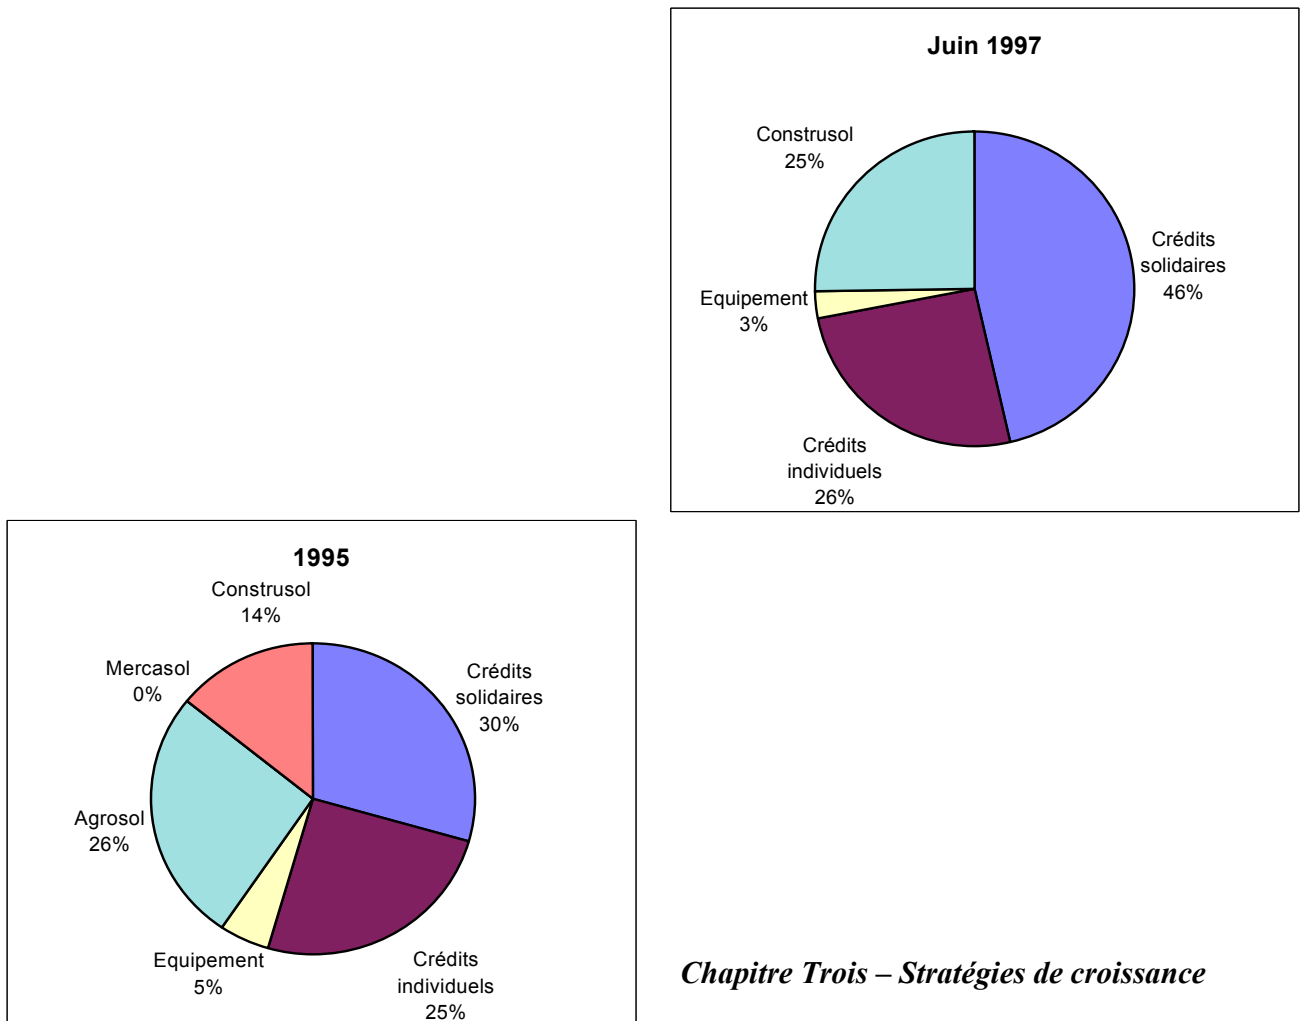 Juin 1997
Construsol
25%
Crédits
solidaires
46%
Equipement
3%
Crédits
individuels
26%
1995
Construsol
14%
Mercasol
0%
Crédits
solidaires
30%
Agrosol
26%
Equipement
5%
Crédits
individuels
25%
Chapitre Trois – Stratégies de croissance